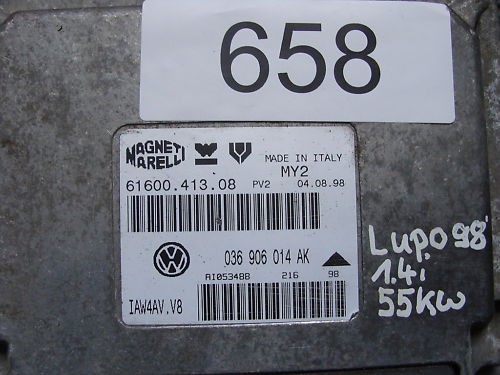 658
MAGNETI MARELLI
MADE IN ITALY
MY2
61600.413.08 PV2 04.08.98
036 906 014 AK
AI053488 216 98
IAW4AV.V8
Lupo 98'
1.4i
55KW